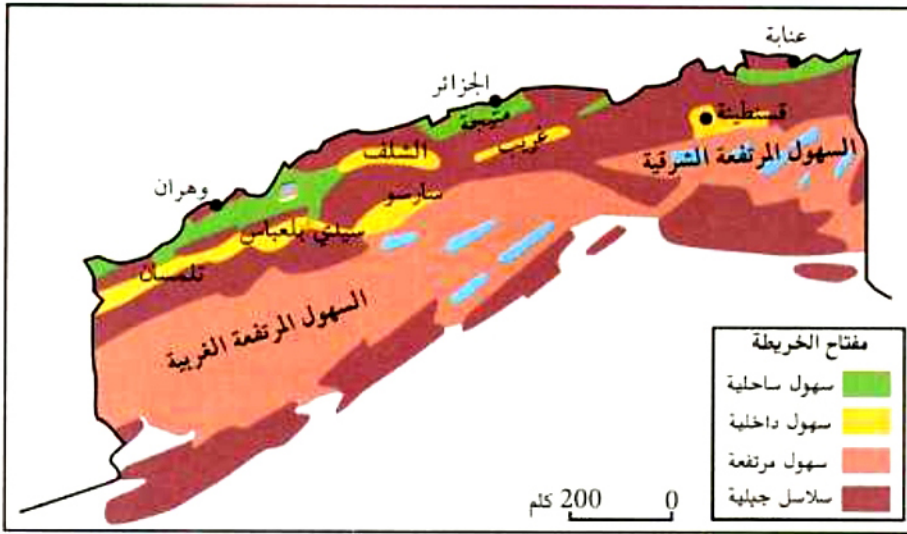 عنابة
الجزائر
متيجة
قسنطينة
غريب
الشلف
السهول المرتفعة الشرقية
وهران
سارسو
سيدي بلعباس
تلمسان
السهول المرتفعة الغربية
مفتاح الخريطة
سهول ساحلية
سهول داخلية
سهول مرتفعة
سلاسل جبلية
0 200 كلم